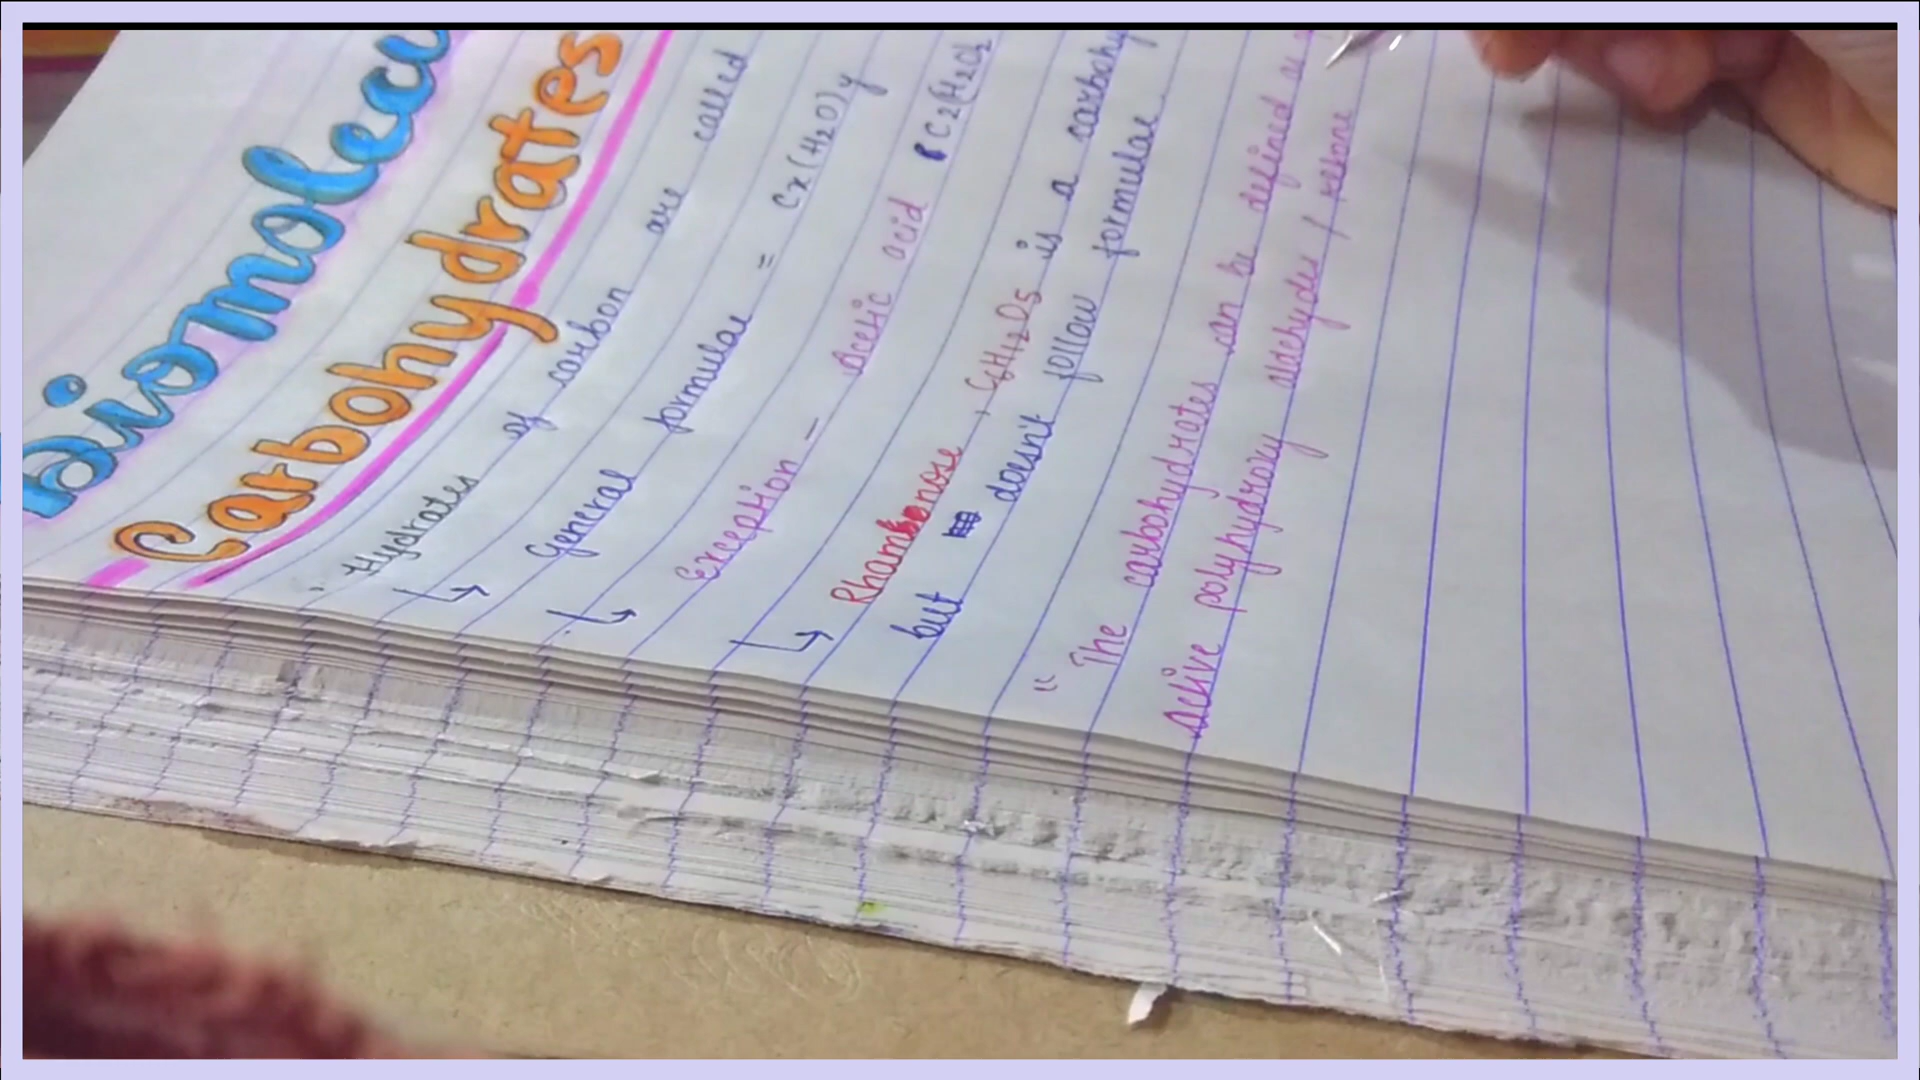 Biomolecu
Carbohydrates
Hydrates of carbon are called
General formulae = Cx(H2O)y
Exception - Acetic acid C2(H2O)2
Rhamnose, C6H12O5 is a carbohy
but doesn't follow formulae.
"The carbohydrates can be defined as
active polyhydroxy aldehydes / ketone